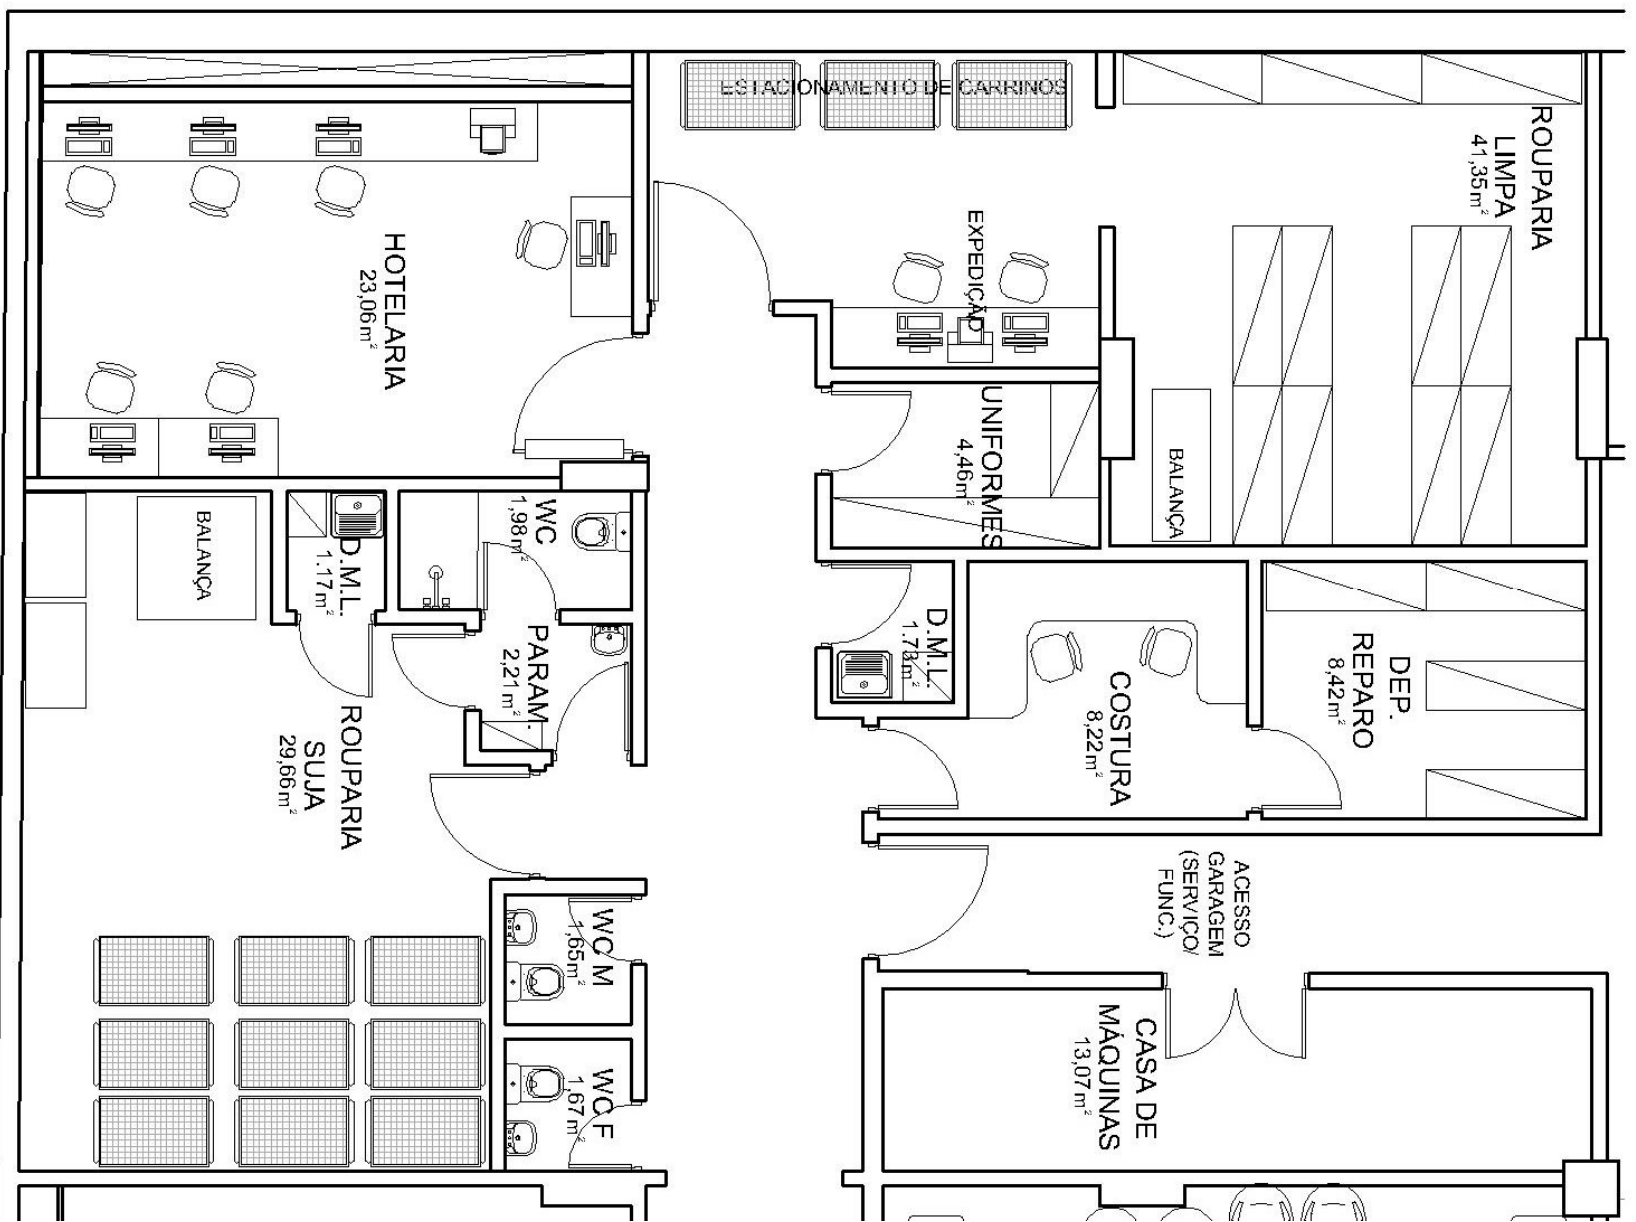 ESTACIONAMENTO DE CARRINOS
ROUPARIA
LIMPA
41,35m²
EXPEDIÇÃO
HOTELARIA
23,06m²
UNIFORMES
4,46m²
BALANÇA
BALANÇA
D.M.L.
1.17m²
WC
1,98m²
PARAM.
2,21m²
D.M.L.
1.73m²
COSTURA
8,22m²
DEP.
REPARO
8,42m²
ROUPARIA
SUJA
29,66m²
ACESSO
GARAGEM
(SERVIÇO/
FUNC.)
WC M
1,65m²
WC F
1,67m²
CASA DE
MÁQUINAS
13,07m²